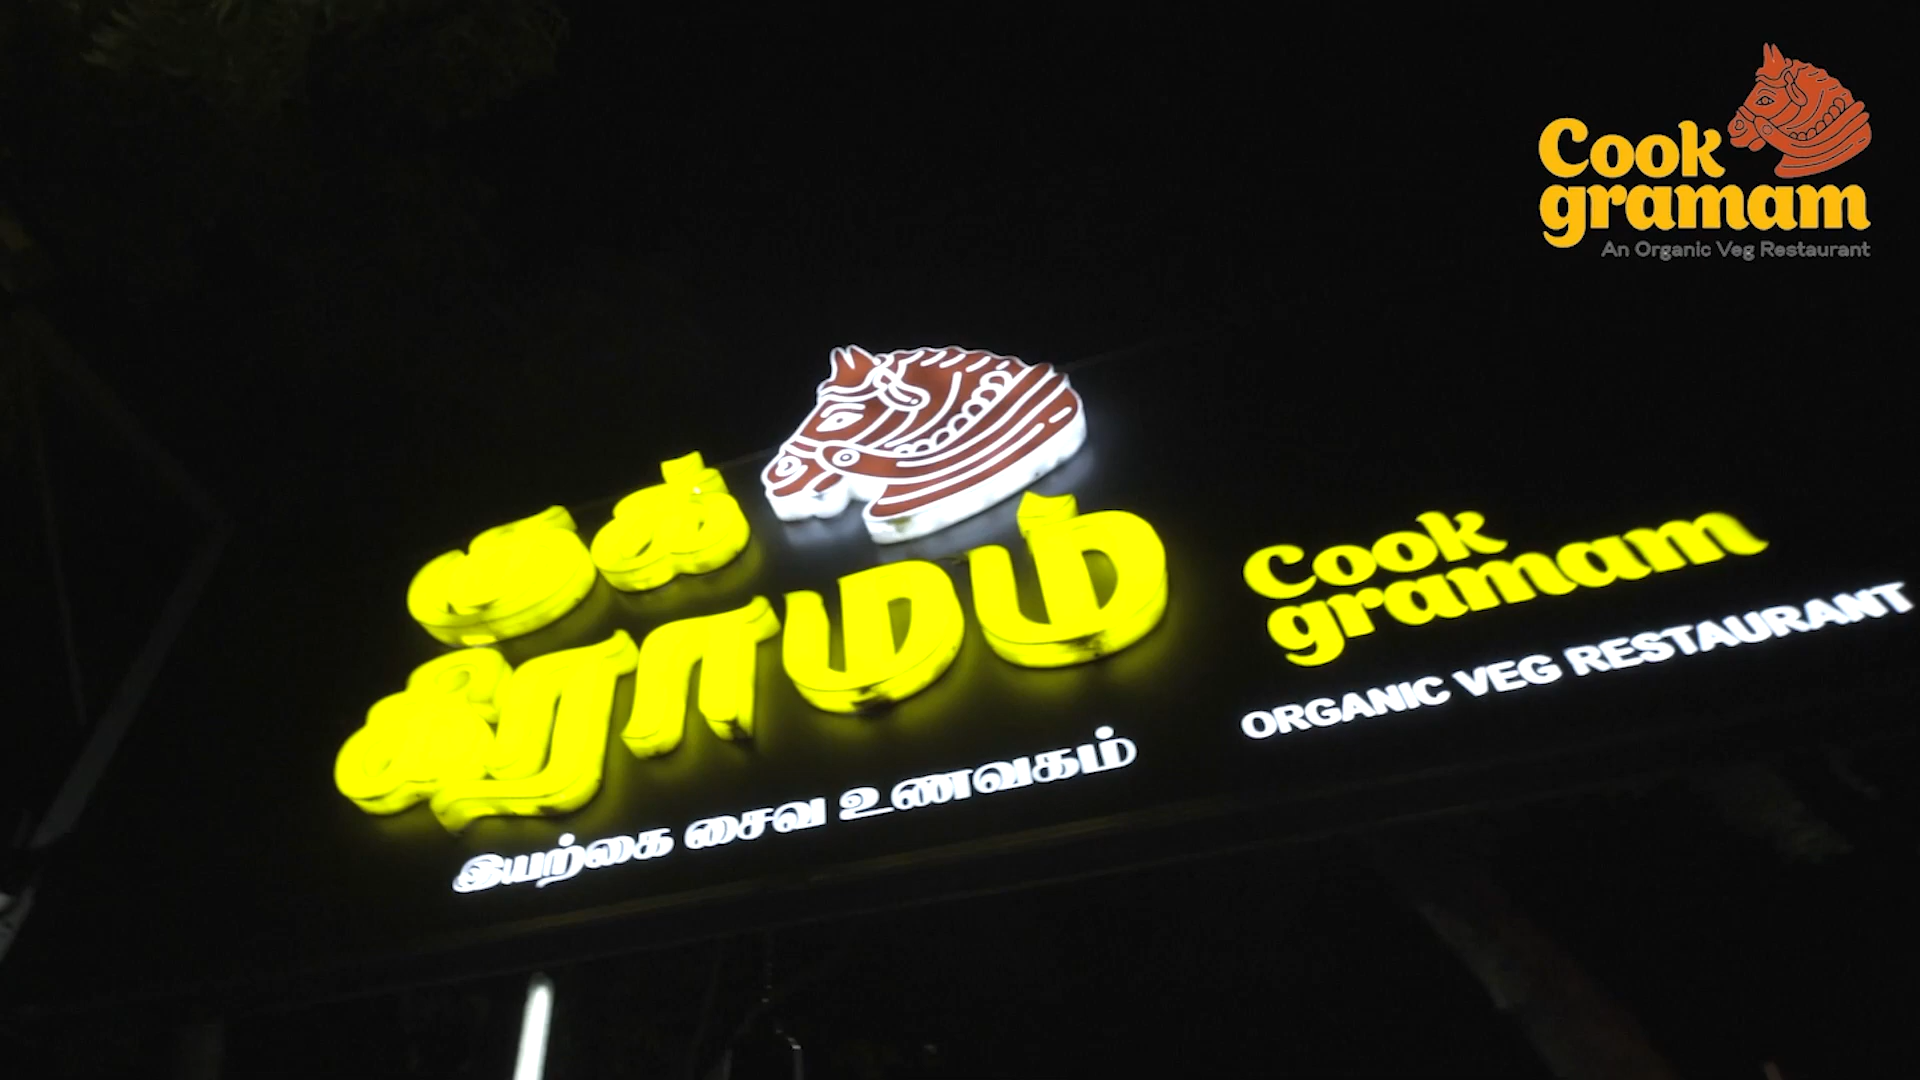 Cook
gramam
An Organic Veg Restaurant
குக்
கிராமம்
இயற்கை சைவ உணவகம்
Cook
gramam
ORGANIC VEG RESTAURANT